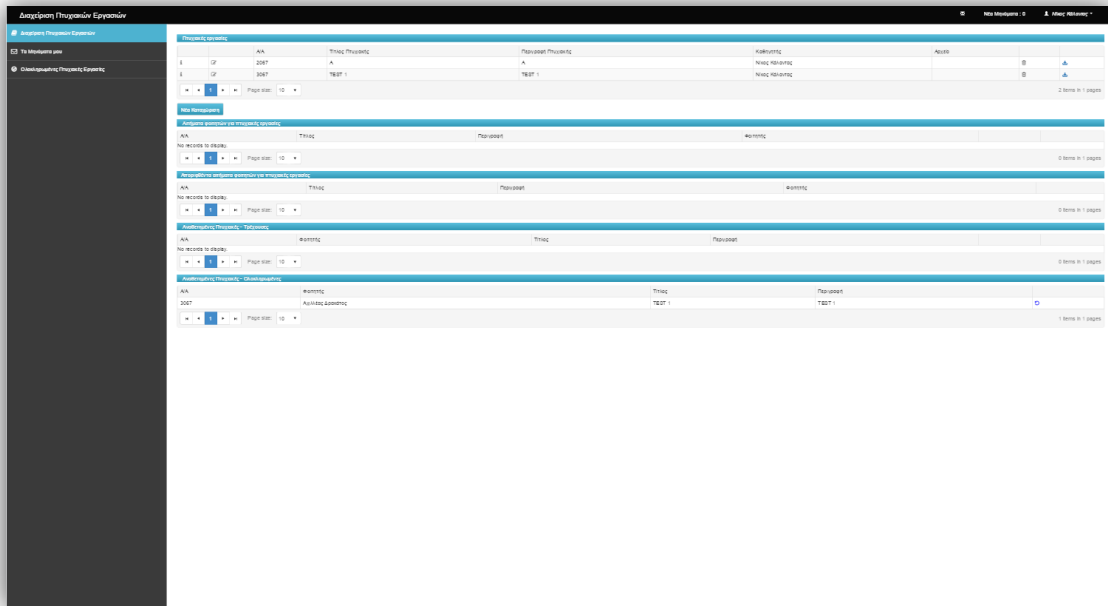 Διαχείριση Πτυχιακών Εργασιών
Νέα Μηνύματα : 0 Νίκος Κάλαντας
Διαχείριση Πτυχιακών Εργασιών
Τα Μηνύματα μου
Ολοκληρωμένες Πτυχιακές Εργασίες
Πτυχιακές εργασίες
Α/Α Τίτλος Πτυχιακής Περιγραφή Πτυχιακής Καθηγητής Αρχείο
2067 Α Α Νίκος Κάλαντας
3067 TEST 1 TEST 1 Νίκος Κάλαντας
1 Page size: 10 2 items in 1 pages
Νέα Καταχώρηση
Αιτήματα φοιτητών για πτυχιακές εργασίες
Α/Α Τίτλος Περιγραφή Φοιτητής
No records to display.
1 Page size: 10 0 items in 1 pages
Απορριφθέντα αιτήματα φοιτητών για πτυχιακές εργασίες
Α/Α Τίτλος Περιγραφή Φοιτητής
No records to display.
1 Page size: 10 0 items in 1 pages
Αναθετημένες Πτυχιακές - Τρέχουσες
Α/Α Φοιτητής Τίτλος Περιγραφή
No records to display.
1 Page size: 10 0 items in 1 pages
Αναθετημένες Πτυχιακές - Ολοκληρωμένες
Α/Α Φοιτητής Τίτλος Περιγραφή
3067 Αχιλλέας Δρακάτος TEST 1 TEST 1
1 Page size: 10 1 items in 1 pages